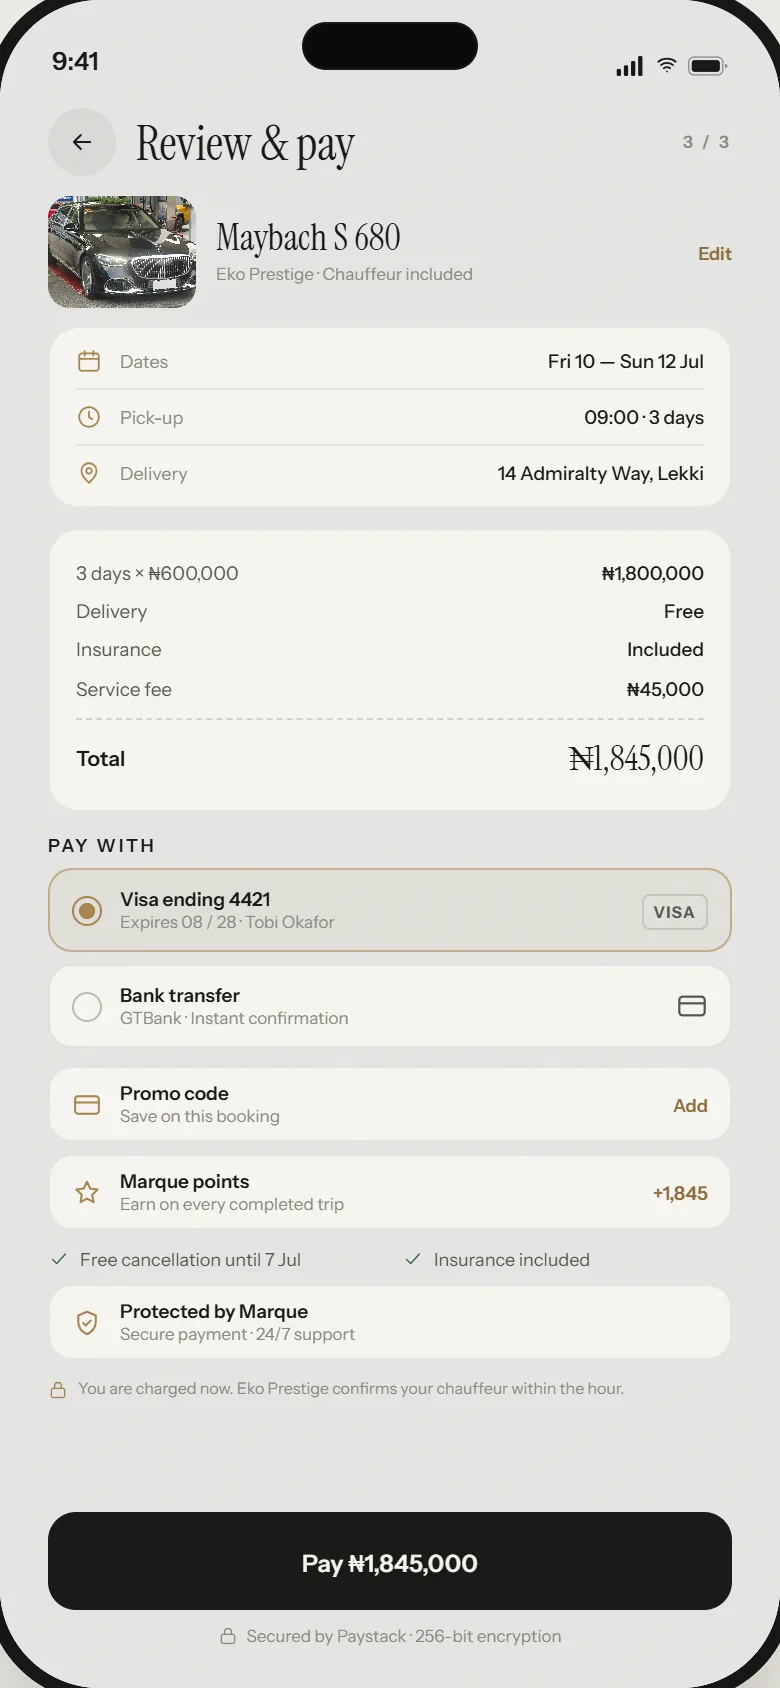 9:41
Review & pay
3 / 3
Maybach S 680
Eko Prestige · Chauffeur included
Edit
Dates
Fri 10 — Sun 12 Jul
Pick-up
09:00 · 3 days
Delivery
14 Admiralty Way, Lekki
3 days × ₦600,000
₦1,800,000
Delivery
Free
Insurance
Included
Service fee
₦45,000
Total
₦1,845,000
PAY WITH
Visa ending 4421
Expires 08 / 28 · Tobi Okafor
VISA
Bank transfer
GTBank · Instant confirmation
Promo code
Save on this booking
Add
Marque points
Earn on every completed trip
+1,845
Free cancellation until 7 Jul
Insurance included
Protected by Marque
Secure payment · 24/7 support
You are charged now. Eko Prestige confirms your chauffeur within the hour.
Pay ₦1,845,000
Secured by Paystack · 256-bit encryption